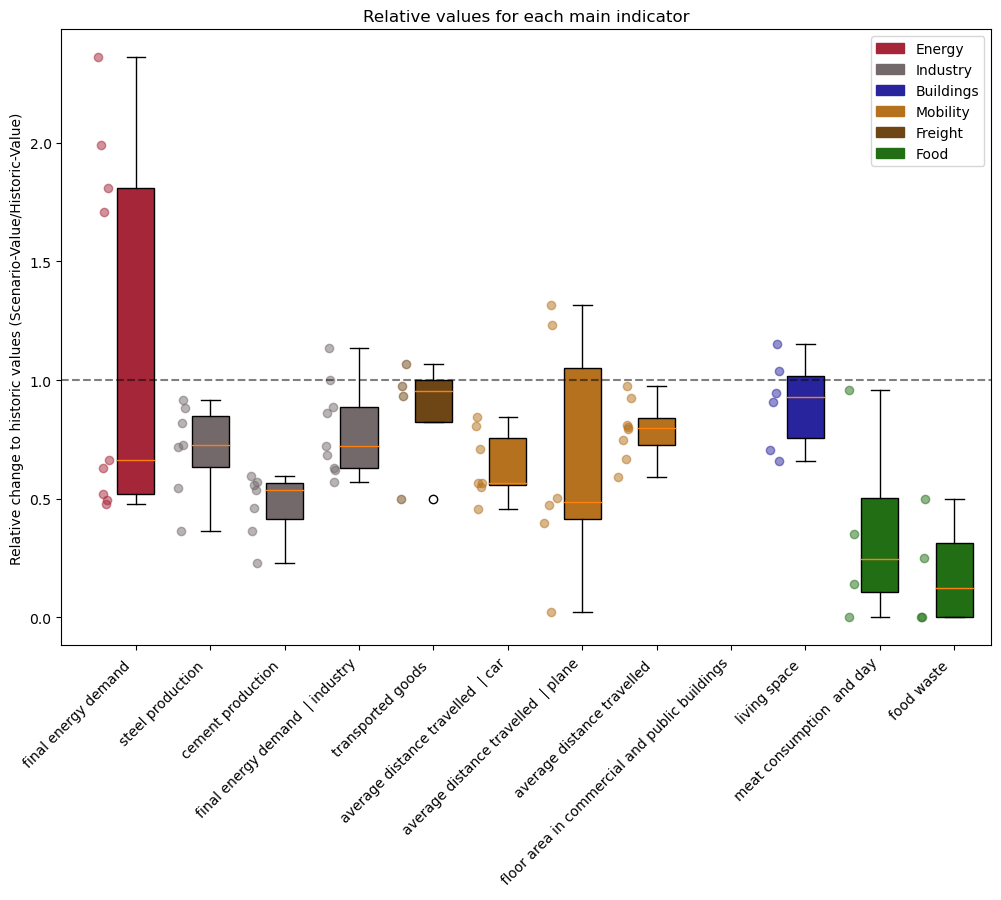 Relative values for each main indicator
Relative change to historic values (Scenario-Value/Historic-Value)
2.0
1.5
1.0
0.5
0.0
Energy
Industry
Buildings
Mobility
Freight
Food
final energy demand
steel production
cement production
final energy demand | industry
transported goods
average distance travelled | car
average distance travelled | plane
average distance travelled
floor area in commercial and public buildings
living space
meat consumption and day
food waste